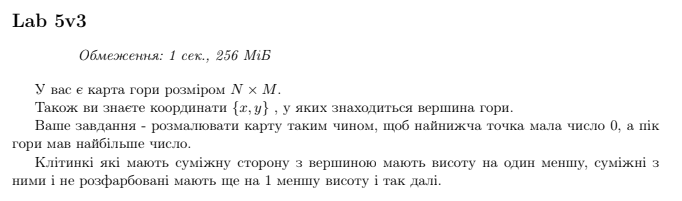 Lab 5v3
Обмеження: 1 сек., 256 МіБ
У вас є карта гори розміром N × M.
Також ви знаєте координати {x, y} , у яких знаходиться вершина гори.
Ваше завдання - розмалювати карту таким чином, щоб найнижча точка мала число 0, а пік
гори мав найбільше число.
Клітинкі які мають суміжну сторону з вершиною мають висоту на один меншу, суміжні з
ними і не розфарбовані мають ще на 1 меншу висоту і так далі.